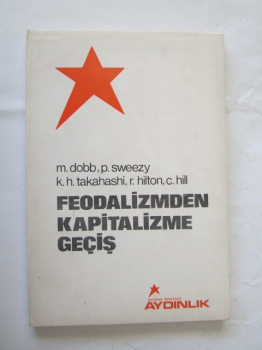 m. dobb, p. sweezy
k. h. takahashi, r. hilton, c. hill
FEODALİZMDEN
KAPİTALİZME
GEÇİŞ
AYDINLIK